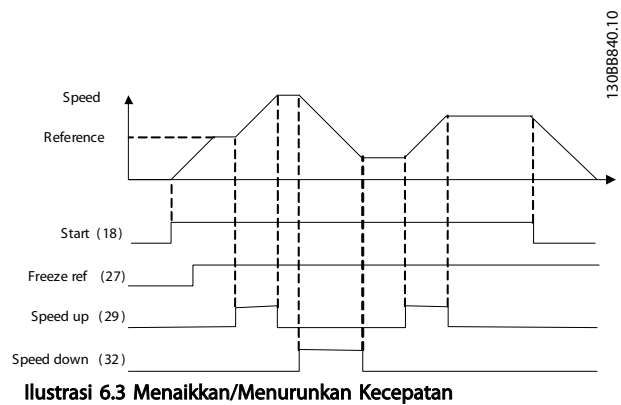 130BB840.10
Speed
Reference
Start (18)
Freeze ref (27)
Speed up (29)
Speed down (32)
Ilustrasi 6.3 Menaikkan/Menurunkan Kecepatan